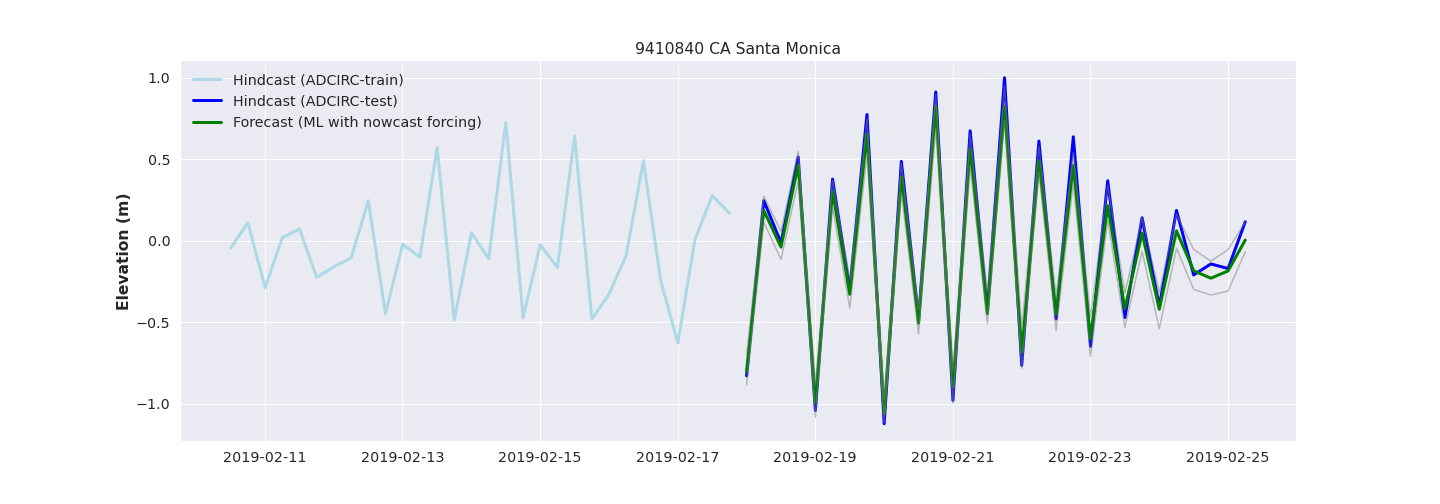 9410840 CA Santa Monica
Hindcast (ADCIRC-train)
Hindcast (ADCIRC-test)
Forecast (ML with nowcast forcing)
Elevation (m)
1.0
0.5
0.0
−0.5
−1.0
2019-02-11
2019-02-13
2019-02-15
2019-02-17
2019-02-19
2019-02-21
2019-02-23
2019-02-25